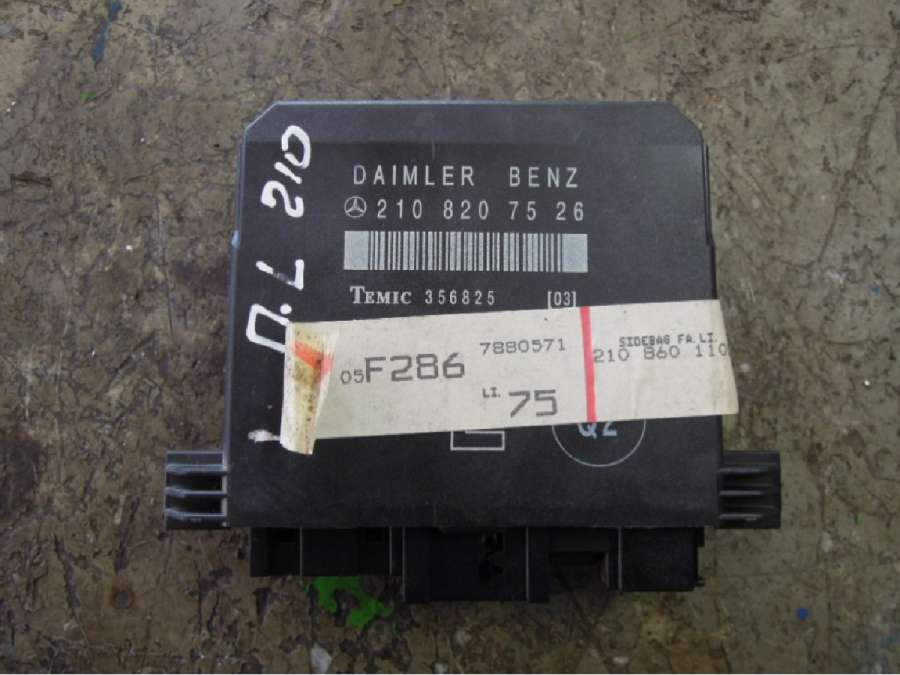 DAIMLER BENZ
210 820 75 26
TEMIC 356825 [03]
П.L 210
05F286
7880571
LI. 75
SIDEBAG FA.LI.
210 860 110
Q2